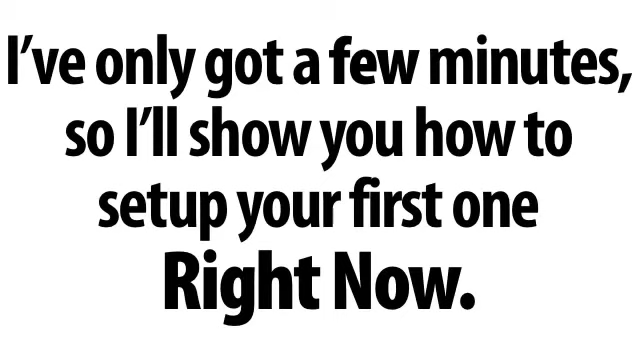 I’ve only got a few minutes,
so I’ll show you how to
setup your first one
Right Now.